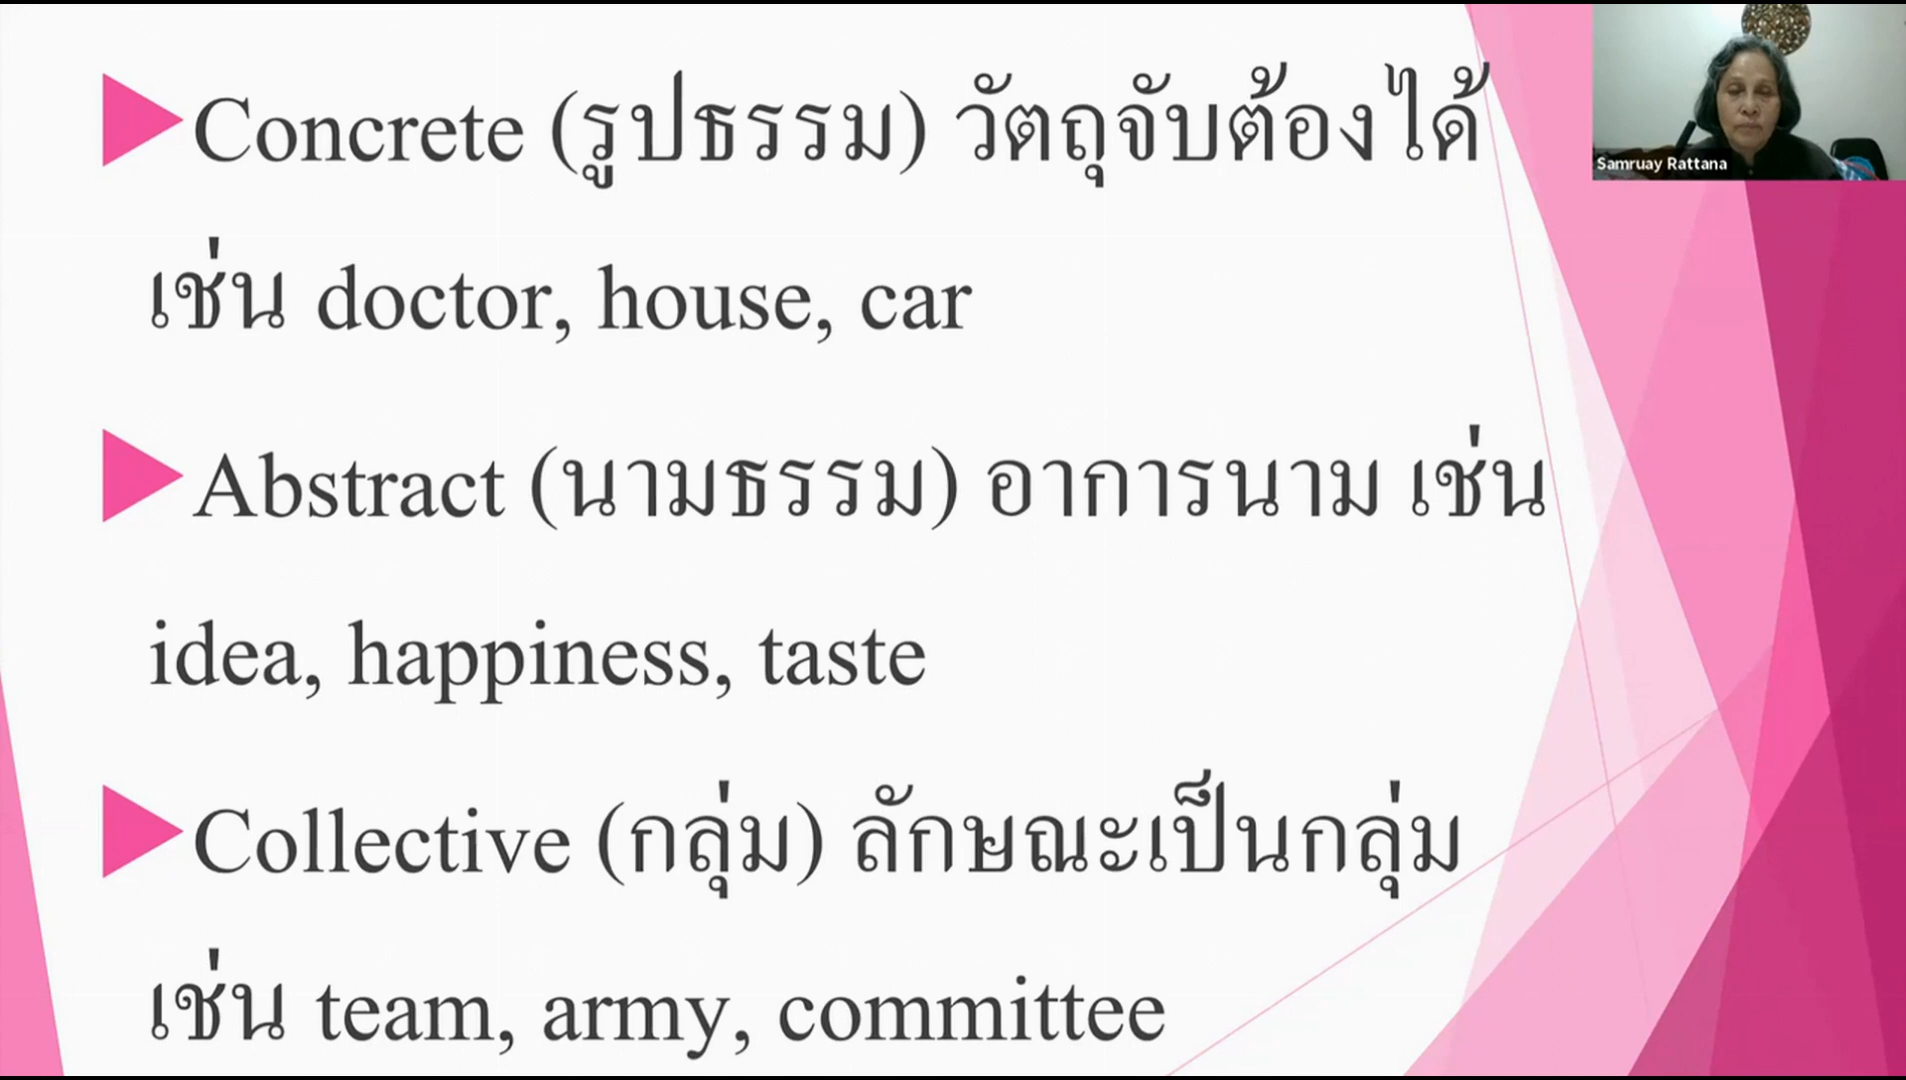 Concrete (รูปธรรม) วัตถุจับต้องได้
เช่น doctor, house, car
Abstract (นามธรรม) อาการนาม เช่น
idea, happiness, taste
Collective (กลุ่ม) ลักษณะเป็นกลุ่ม
เช่น team, army, committee
Samruay Rattana